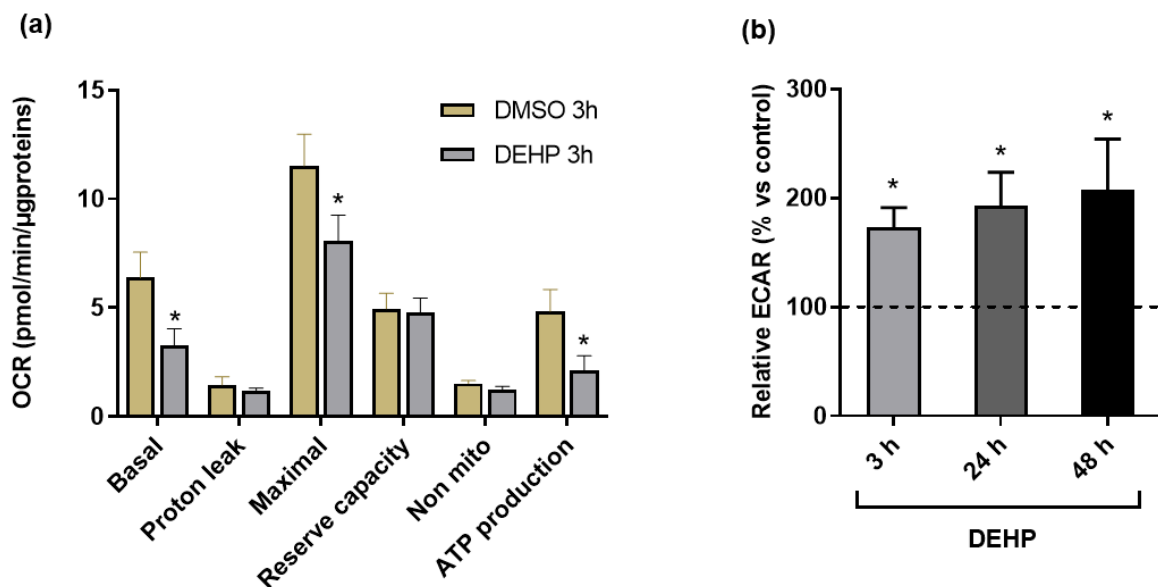 (a)
OCR (pmol/min/µgproteins)
15
10
5
0
DMSO 3h
DEHP 3h
*
*
*
Basal
Proton leak
Maximal
Reserve capacity
Non mito
ATP production
(b)
Relative ECAR (% vs control)
300
200
100
0
*
*
*
3 h
24 h
48 h
DEHP